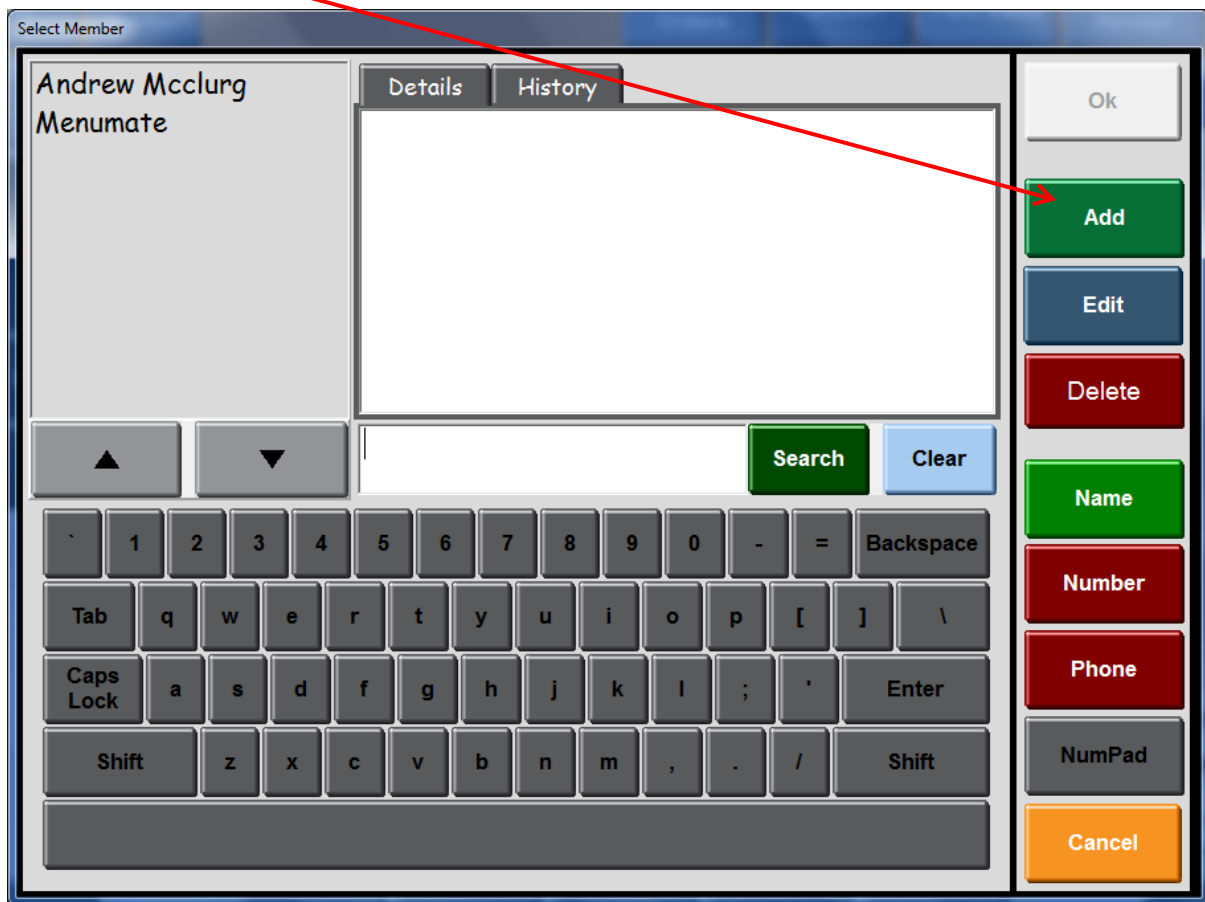 Select Member
Andrew Mcclurg
Menumate
Details History
Ok
Add
Edit
Delete
Search Clear
Name
Number
Phone
NumPad
Cancel
` 1 2 3 4 5 6 7 8 9 0 - = Backspace
Tab q w e r t y u i o p [ ] \
Caps Lock a s d f g h j k l ; ' Enter
Shift z x c v b n m , . / Shift